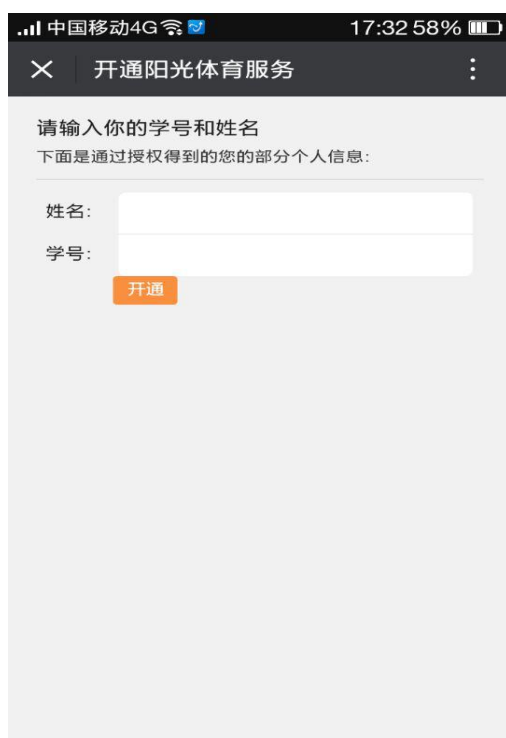 中国移动4G 17:32 58%
开通阳光体育服务
请输入你的学号和姓名
下面是通过授权得到的您的部分个人信息:
姓名:
学号:
开通